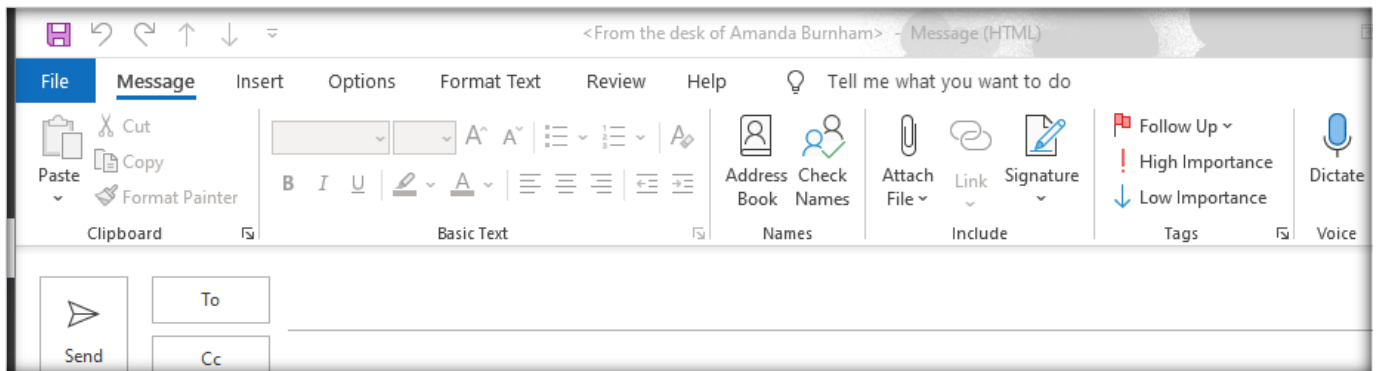 <From the desk of Amanda Burnham> - Message (HTML)
File Message Insert Options Format Text Review Help Tell me what you want to do
Paste
Cut
Copy
Format Painter
Clipboard
B I U A
Basic Text
Address Book
Check Names
Names
Attach File
Link
Signature
Include
Follow Up
High Importance
Low Importance
Tags
Dictate
Voice
Send
To
Cc